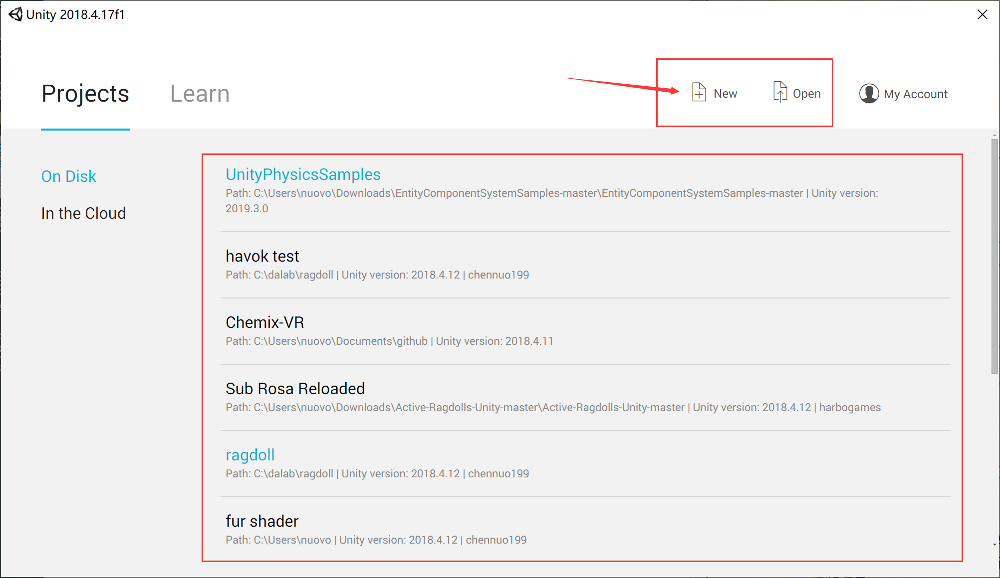 Unity 2018.4.17f1
Projects
Learn
New
Open
My Account
On Disk
In the Cloud
UnityPhysicsSamples
Path: C:\Users\nuovo\Downloads\EntityComponentSystemSamples-master\EntityComponentSystemSamples-master | Unity version:
2019.3.0
havok test
Path: C:\dalab\ragdoll | Unity version: 2018.4.12 | chennuo199
Chemix-VR
Path: C:\Users\nuovo\Documents\github | Unity version: 2018.4.11
Sub Rosa Reloaded
Path: C:\Users\nuovo\Downloads\Active-Ragdolls-Unity-master\Active-Ragdolls-Unity-master | Unity version: 2018.4.12 | harbogames
ragdoll
Path: C:\dalab\ragdoll | Unity version: 2018.4.12 | chennuo199
fur shader
Path: C:\Users\nuovo | Unity version: 2018.4.12 | chennuo199